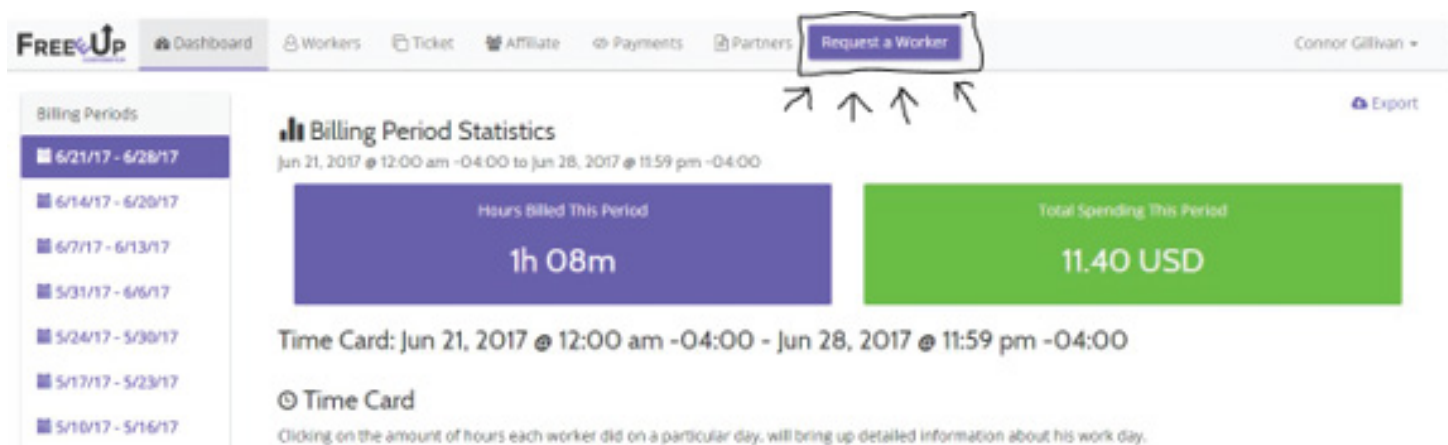 FREEEUP
Dashboard Workers Ticket Affiliate Payments Partners Request a Worker Connor Gillivan
Export
Billing Periods
6/21/17 - 6/28/17
6/14/17 - 6/20/17
6/7/17 - 6/13/17
5/31/17 - 6/6/17
5/24/17 - 5/30/17
5/17/17 - 5/23/17
5/10/17 - 5/16/17
Billing Period Statistics
Jun 21, 2017 @ 12:00 am -04:00 to Jun 28, 2017 @ 11:59 pm -04:00
Hours Billed This Period
1h 08m
Total Spending This Period
11.40 USD
Time Card: Jun 21, 2017 @ 12:00 am -04:00 - Jun 28, 2017 @ 11:59 pm -04:00
Time Card
Clicking on the amount of hours each worker did on a particular day, will bring up detailed information about his work day.